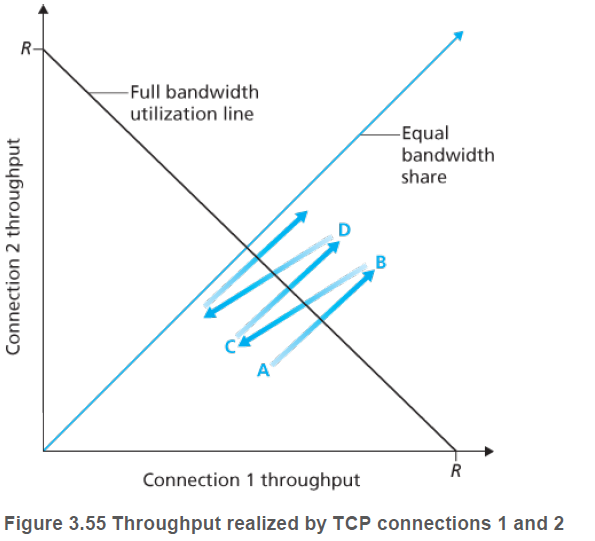 R
Full bandwidth
utilization line
Equal
bandwidth
share
Connection 2 throughput
D
B
C
A
R
Connection 1 throughput
Figure 3.55 Throughput realized by TCP connections 1 and 2